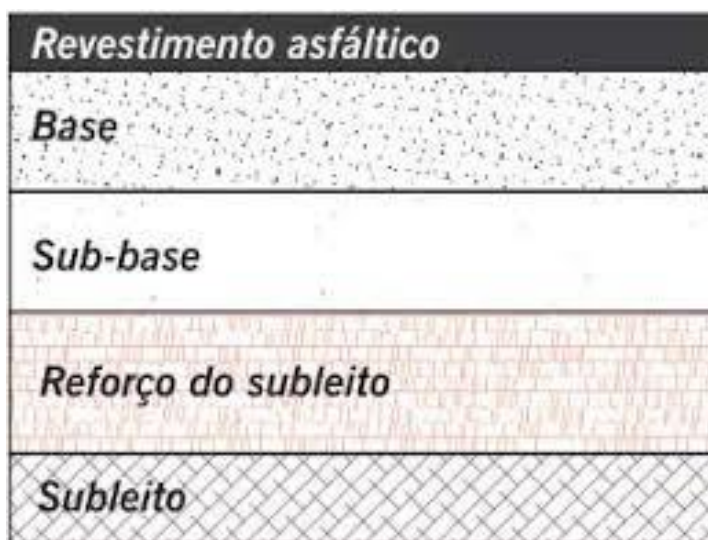 Revestimento asfáltico
Base
Sub-base
Reforço do subleito
Subleito